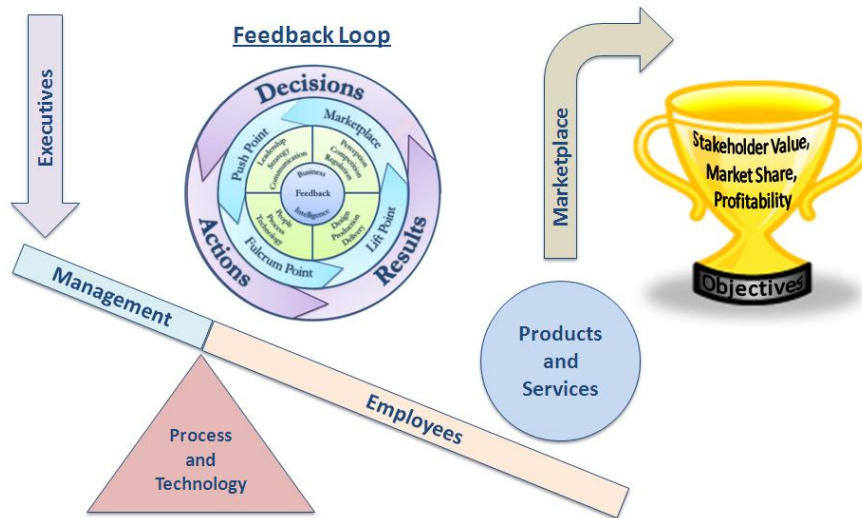 Feedback Loop
Executives
Decisions
Actions
Results
Push Point
Marketplace
Fulcrum Point
Lift Point
Leadership
Strategy
Communication
Perception
Competition
Regulation
People
Process
Technology
Design
Production
Delivery
Business
Feedback
Intelligence
Marketplace
Stakeholder Value,
Market Share,
Profitability
Objectives
Management
Employees
Products
and
Services
Process
and
Technology